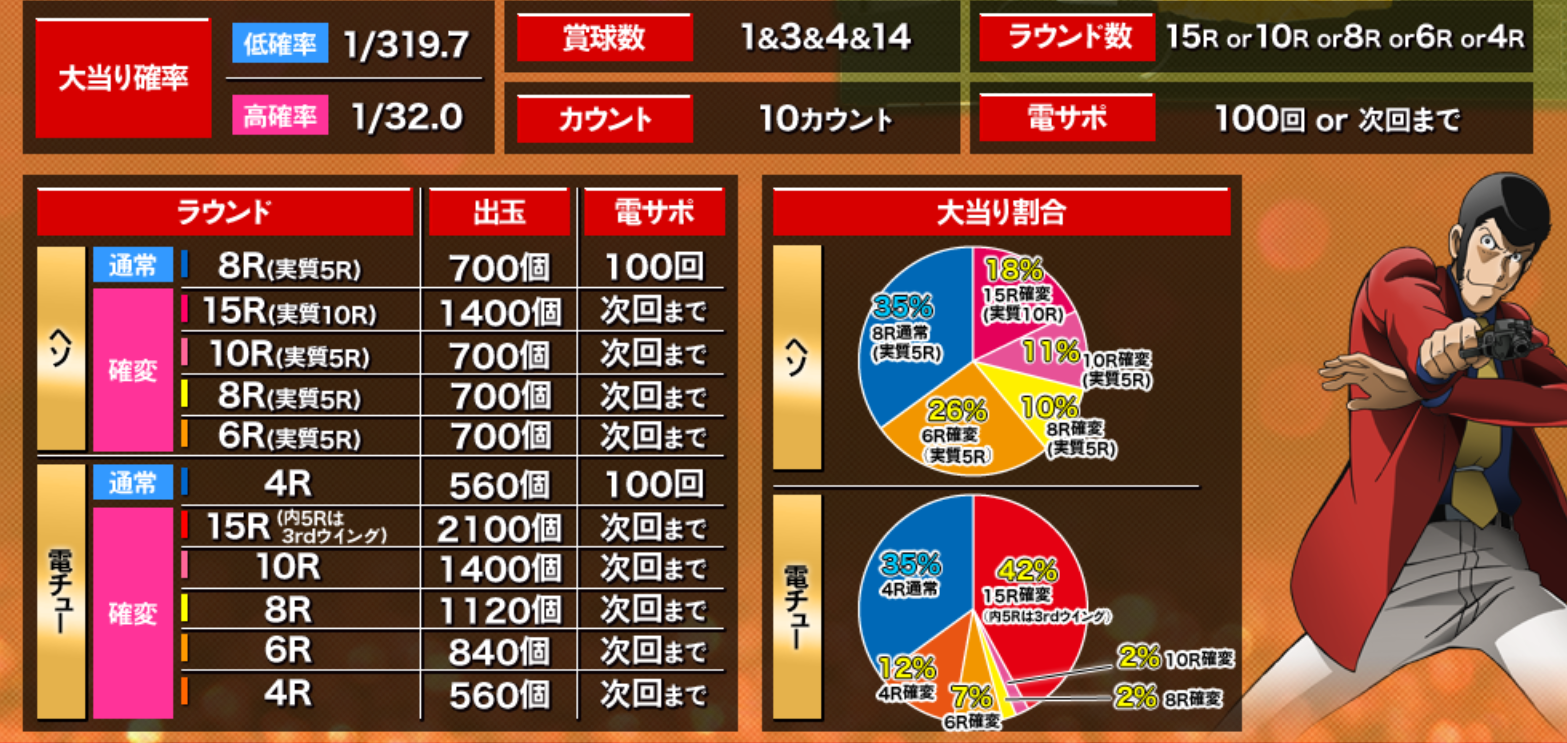 大当り確率
低確率 1/319.7
高確率 1/32.0
賞球数 1&3&4&14
カウント 10カウント
ラウンド数 15R or 10R or 8R or 6R or 4R
電サポ 100回 or 次回まで
ラウンド 出玉 電サポ
ヘソ
通常 8R(実質5R) 700個 100回
確変
15R(実質10R) 1400個 次回まで
10R(実質5R) 700個 次回まで
8R(実質5R) 700個 次回まで
6R(実質5R) 700個 次回まで
電チュー
通常 4R 560個 100回
確変
15R (内5Rは
3rdウイング) 2100個 次回まで
10R 1400個 次回まで
8R 1120個 次回まで
6R 840個 次回まで
4R 560個 次回まで
大当り割合
ヘソ
18%
15R確変
(実質10R)
11% 10R確変
(実質5R)
10%
8R確変
(実質5R)
26%
6R確変
(実質5R)
35%
8R通常
(実質5R)
電チュー
42%
15R確変
(内5Rは3rdウイング)
2% 10R確変
2% 8R確変
7%
6R確変
12%
4R確変
35%
4R通常